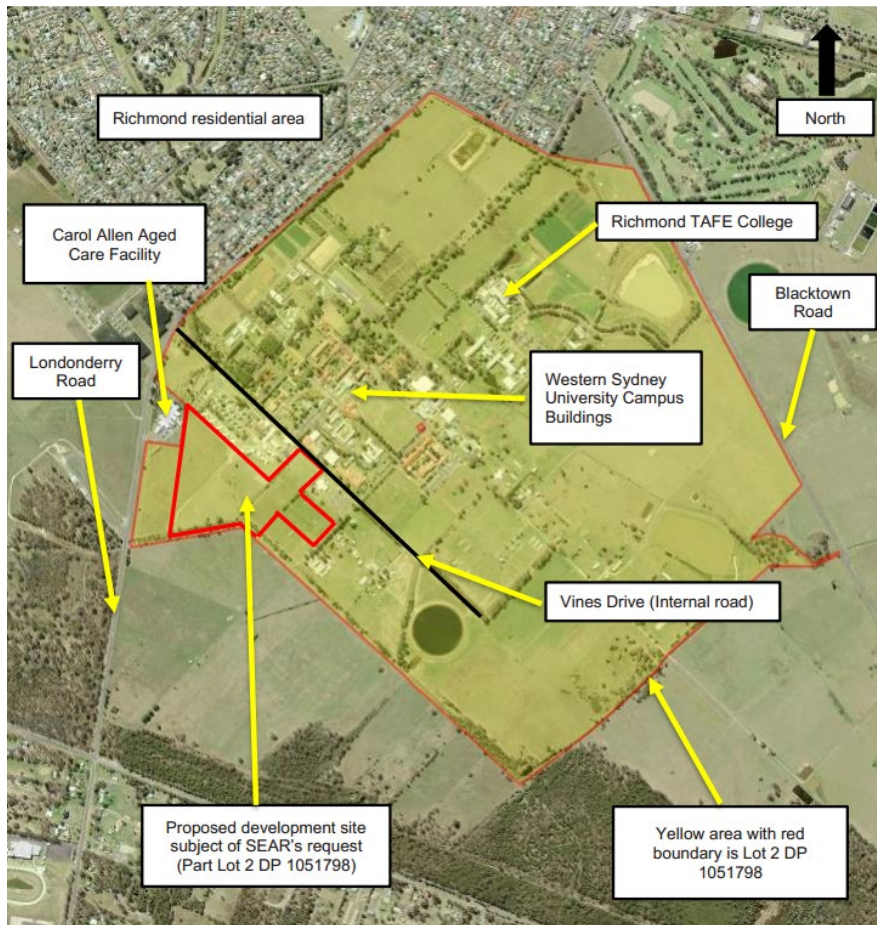 Richmond residential area
North
Carol Allen Aged
Care Facility
Richmond TAFE College
Blacktown
Road
Londonderry
Road
Western Sydney
University Campus
Buildings
Vines Drive (Internal road)
Proposed development site
subject of SEAR's request
(Part Lot 2 DP 1051798)
Yellow area with red
boundary is Lot 2 DP
1051798